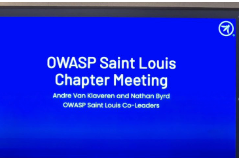 OWASP Saint Louis
Chapter Meeting
Andre Van Klaveren and Nathan Byrd
OWASP Saint Louis Co-Leaders